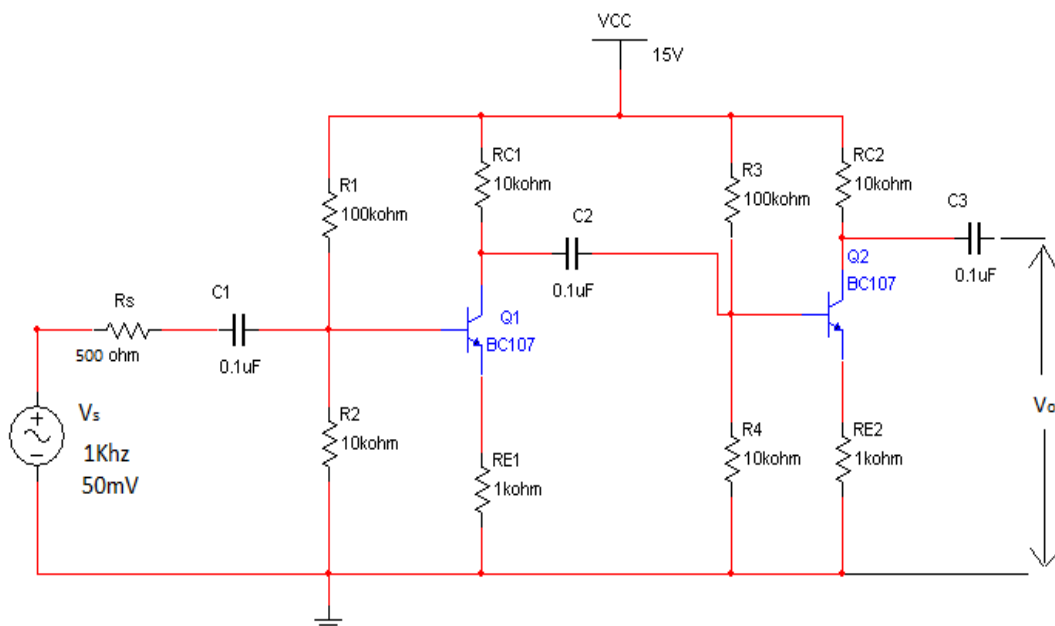 VCC
15V
RC1
10kohm
R3
100kohm
RC2
10kohm
R1
100kohm
C2
0.1uF
C3
0.1uF
Q2
BC107
Rs
500 ohm
C1
0.1uF
Q1
BC107
Vs
1Khz
50mV
R2
10kohm
RE1
1kohm
R4
10kohm
RE2
1kohm
Vo